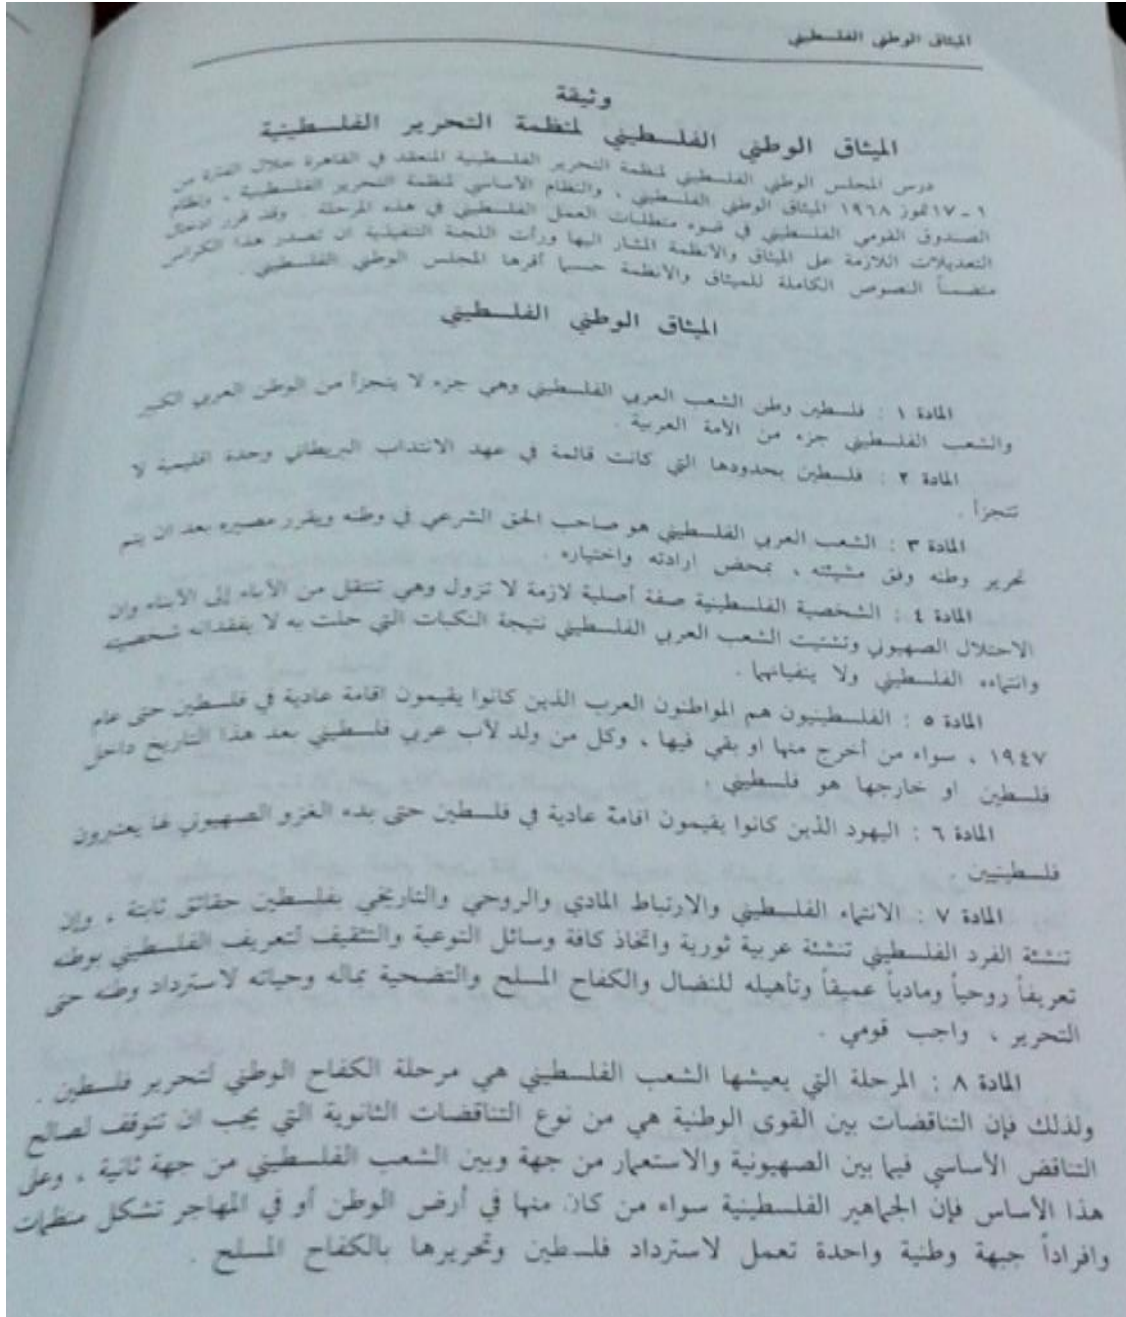 الميثاق الوطني الفلسطيني
وثيقة
الميثاق الوطني الفلسطيني لمنظمة التحرير الفلسطينية
درس المجلس الوطني الفلسطيني لمنظمة التحرير الفلسطينية المنعقد في القاهرة خلال الفترة من
١ - ١٧ تموز ١٩٦٨ الميثاق الوطني الفلسطيني ، والنظام الأساسي لمنظمة التحرير الفلسطينية ، ونظام
الصندوق القومي الفلسطيني في ضوء متطلبات العمل الفلسطيني في هذه المرحلة . وقد قرر ادخال
التعديلات اللازمة على الميثاق والانظمة المشار اليها ورأت اللجنة التنفيذية ان تصدر هذا الكراس
متضمناً النصوص الكاملة للميثاق والانظمة حسبما أقرها المجلس الوطني الفلسطيني .
الميثاق الوطني الفلسطيني
المادة ١ : فلسطين وطن الشعب العربي الفلسطيني وهي جزء لا يتجزأ من الوطن العربي الكبير
والشعب الفلسطيني جزء من الأمة العربية .
المادة ٢ : فلسطين بحدودها التي كانت قائمة في عهد الانتداب البريطاني وحدة اقليمية لا
تتجزأ .
المادة ٣ : الشعب العربي الفلسطيني هو صاحب الحق الشرعي في وطنه ويقرر مصيره بعد ان يتم
تحرير وطنه وفق مشيئته ، بمحض ارادته واختياره .
المادة ٤ : الشخصية الفلسطينية صفة أصلية لازمة لا تزول وهي تنتقل من الآباء إلى الأبناء وان
الاحتلال الصهيوني وتشتيت الشعب العربي الفلسطيني نتيجة النكبات التي حلت به لا يفقدانه شخصيته
وانتماءه الفلسطيني ولا ينفيانها .
المادة ٥ : الفلسطينيون هم المواطنون العرب الذين كانوا يقيمون اقامة عادية في فلسطين حتى عام
١٩٤٧ ، سواء من أخرج منها او بقي فيها ، وكل من ولد لأب عربي فلسطيني بعد هذا التاريخ داخل
فلسطين او خارجها هو فلسطيني .
المادة ٦ : اليهود الذين كانوا يقيمون اقامة عادية في فلسطين حتى بدء الغزو الصهيوني لها يعتبرون
فلسطينيين .
المادة ٧ : الانتماء الفلسطيني والارتباط المادي والروحي والتاريخي بفلسطين حقائق ثابتة ، وإن
تنشئة الفرد الفلسطيني تنشئة عربية ثورية واتخاذ كافة وسائل التوعية والتثقيف لتعريف الفلسطيني بوطنه
تعريفاً روحياً ومادياً عميقاً وتأهيله للنضال والكفاح المسلح والتضحية بماله وحياته لاسترداد وطنه حتى
التحرير ، واجب قومي .
المادة ٨ : المرحلة التي يعيشها الشعب الفلسطيني هي مرحلة الكفاح الوطني لتحرير فلسطين .
ولذلك فإن التناقضات بين القوى الوطنية هي من نوع التناقضات الثانوية التي يجب ان تتوقف لصالح
التناقض الأساسي فيما بين الصهيونية والاستعمار من جهة وبين الشعب الفلسطيني من جهة ثانية ، وعلى
هذا الأساس فإن الجماهير الفلسطينية سواء من كان منها في أرض الوطن أو في المهاجر تشكل منظمات
وافراداً جبهة وطنية واحدة تعمل لاسترداد فلسطين وتحريرها بالكفاح المسلح .